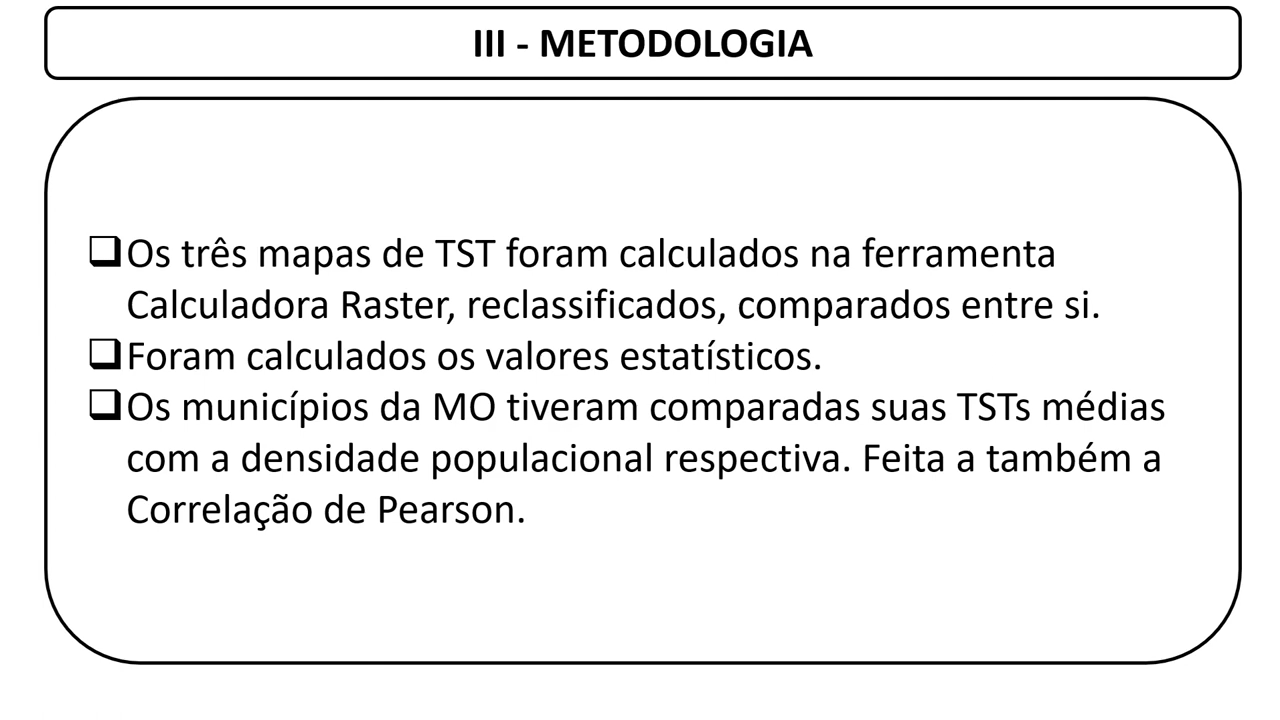 III - METODOLOGIA
❑Os três mapas de TST foram calculados na ferramenta
Calculadora Raster, reclassificados, comparados entre si.
❑Foram calculados os valores estatísticos.
❑Os municípios da MO tiveram comparadas suas TSTs médias
com a densidade populacional respectiva. Feita a também a
Correlação de Pearson.